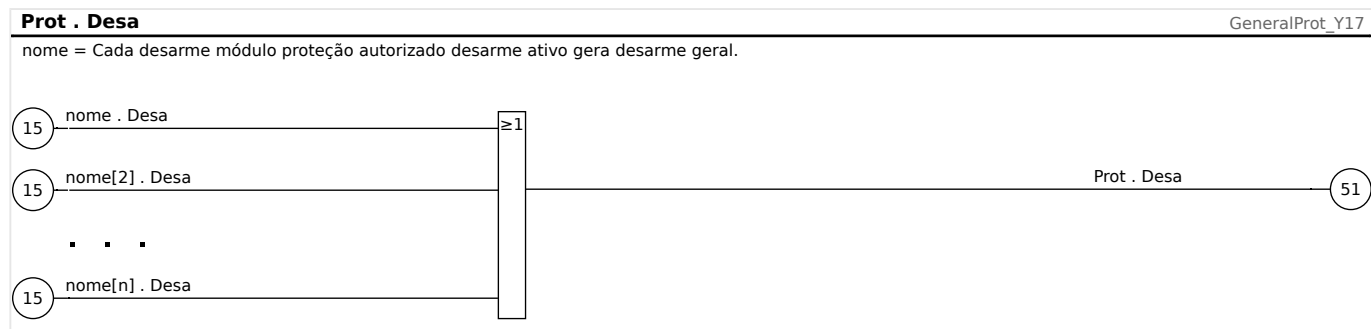 Prot . Desa
GeneralProt_Y17
nome = Cada desarme módulo proteção autorizado desarme ativo gera desarme geral.
15
nome . Desa
≥1
15
nome[2] . Desa
Prot . Desa
51
. . .
15
nome[n] . Desa